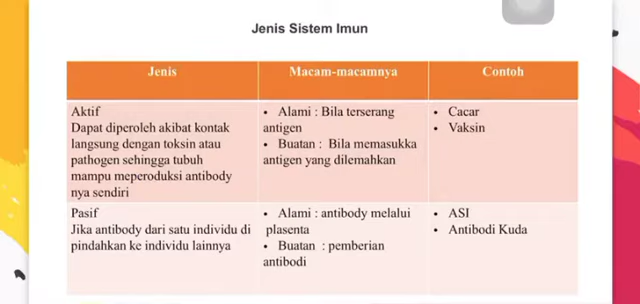 Jenis Sistem Imun
Jenis
Macam-macamnya
Contoh
Aktif
Dapat diperoleh akibat kontak
langsung dengan toksin atau
pathogen sehingga tubuh
mampu meperoduksi antibody
nya sendiri
• Alami : Bila terserang
antigen
• Buatan : Bila memasukka
antigen yang dilemahkan
• Cacar
• Vaksin
Pasif
Jika antibody dari satu individu di
pindahkan ke individu lainnya
• Alami : antibody melalui
plasenta
• Buatan : pemberian
antibodi
• ASI
• Antibodi Kuda